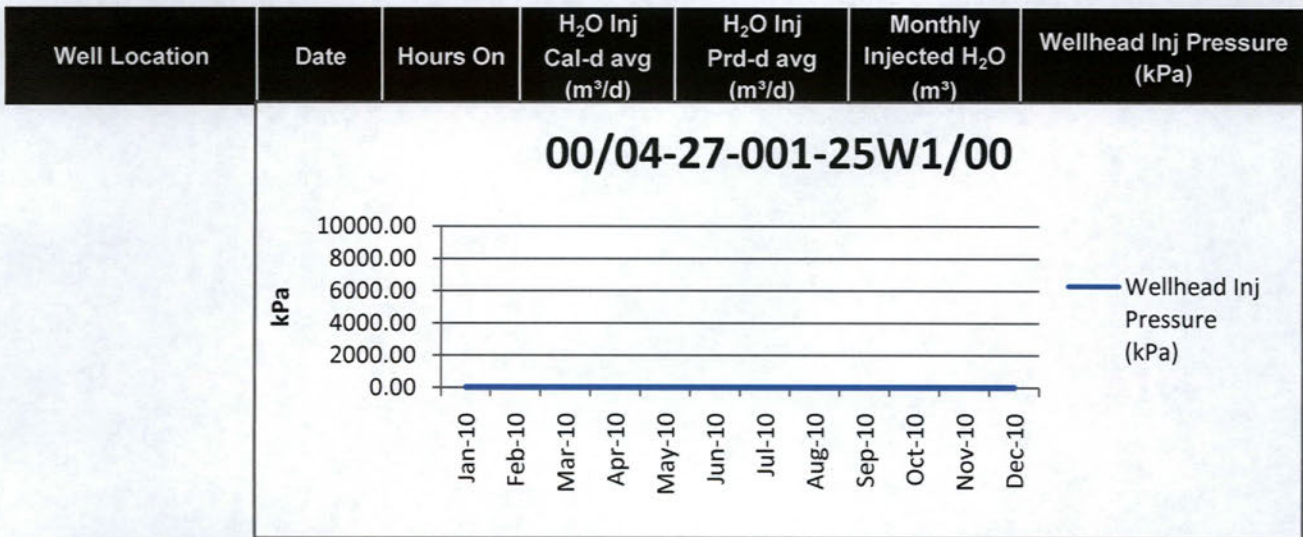 Well Location
Date
Hours On
H₂O Inj
Cal-d avg
(m³/d)
H₂O Inj
Prd-d avg
(m³/d)
Monthly
Injected H₂O
(m³)
Wellhead Inj Pressure
(kPa)
00/04-27-001-25W1/00
10000.00
8000.00
6000.00
4000.00
2000.00
0.00
kPa
Jan-10
Feb-10
Mar-10
Apr-10
May-10
Jun-10
Jul-10
Aug-10
Sep-10
Oct-10
Nov-10
Dec-10
Wellhead Inj
Pressure
(kPa)